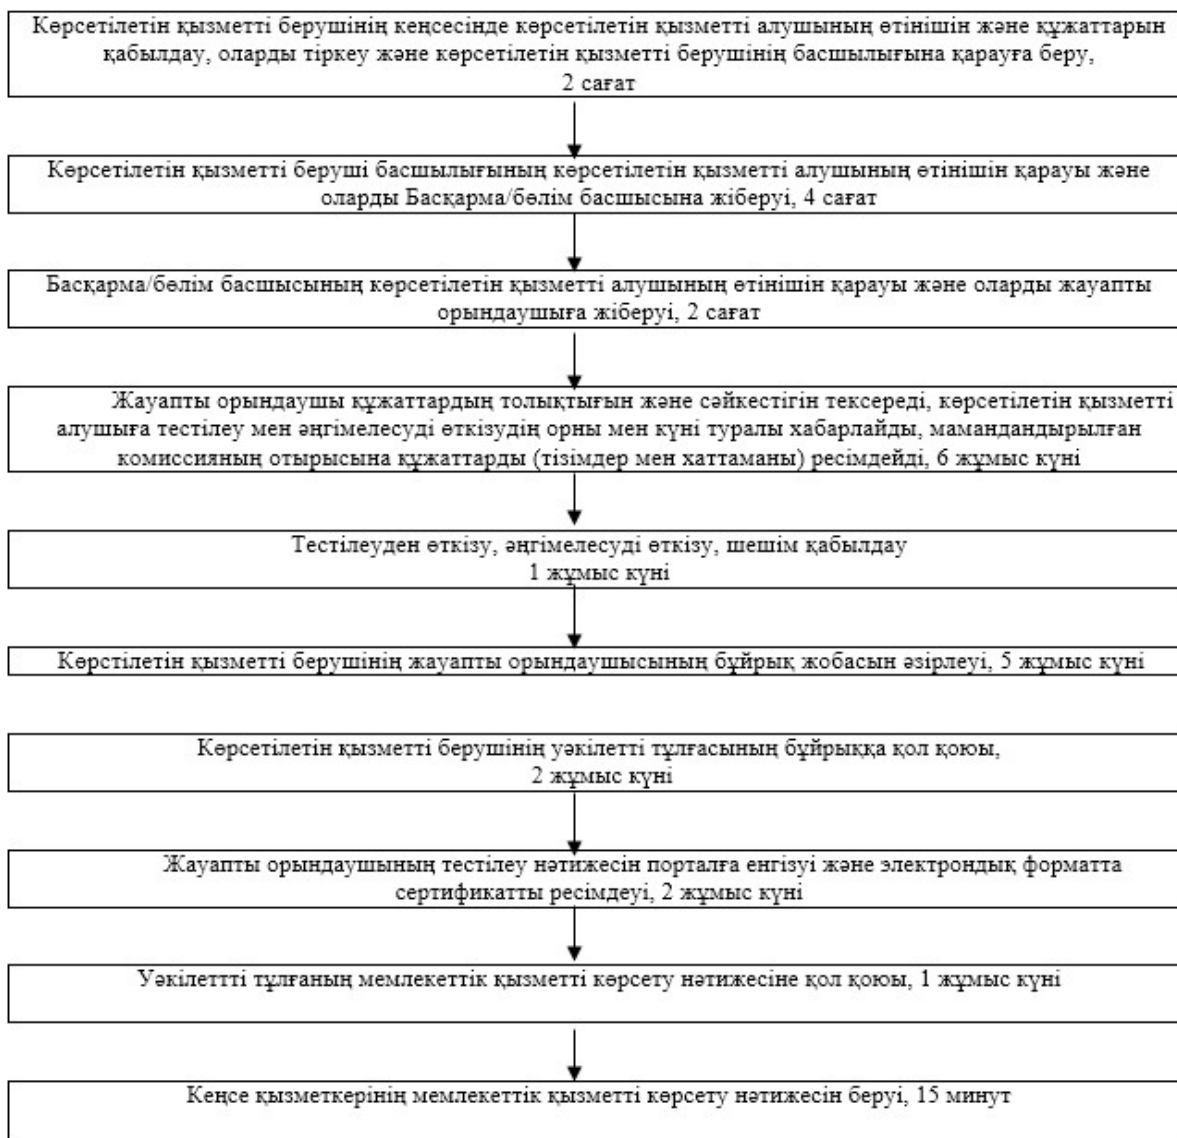 Көрсетілетін қызметті берушінің кеңсесінде көрсетілетін қызметті алушының өтінішін және құжаттарын
қабылдау, оларды тіркеу және көрсетілетін қызметті берушінің басшылығына қарауға беру,
2 сағат
Көрсетілетін қызметті беруші басшылығының көрсетілетін қызметті алушының өтінішін қарауы және
оларды Басқарма/бөлім басшысына жіберуі, 4 сағат
Басқарма/бөлім басшысының көрсетілетін қызметті алушының өтінішін қарауы және оларды жауапты
орындаушыға жіберуі, 2 сағат
Жауапты орындаушы құжаттардың толықтығын және сәйкестігін тексереді, көрсетілетін қызметті
алушыға тестілеу мен әңгімелесуді өткізудің орны мен күні туралы хабарлайды, мамандандырылған
комиссияның отырысына құжаттарды (тізімдер мен хаттаманы) ресімдейді, 6 жұмыс күні
Тестілеуден өткізу, әңгімелесуді өткізу, шешім қабылдау
1 жұмыс күні
Көрстілетін қызметті берушінің жауапты орындаушысының бұйрық жобасын әзірлеуі, 5 жұмыс күні
Көрсетілетін қызметті берушінің уәкілетті тұлғасының бұйрыққа қол қоюы,
2 жұмыс күні
Жауапты орындаушының тестілеу нәтижесін порталға енгізуі және электрондық форматта
сертификатты ресімдеуі, 2 жұмыс күні
Уәкілеттті тұлғаның мемлекеттік қызметті көрсету нәтижесіне қол қоюы, 1 жұмыс күні
Кеңсе қызметкерінің мемлекеттік қызметті көрсету нәтижесін беруі, 15 минут